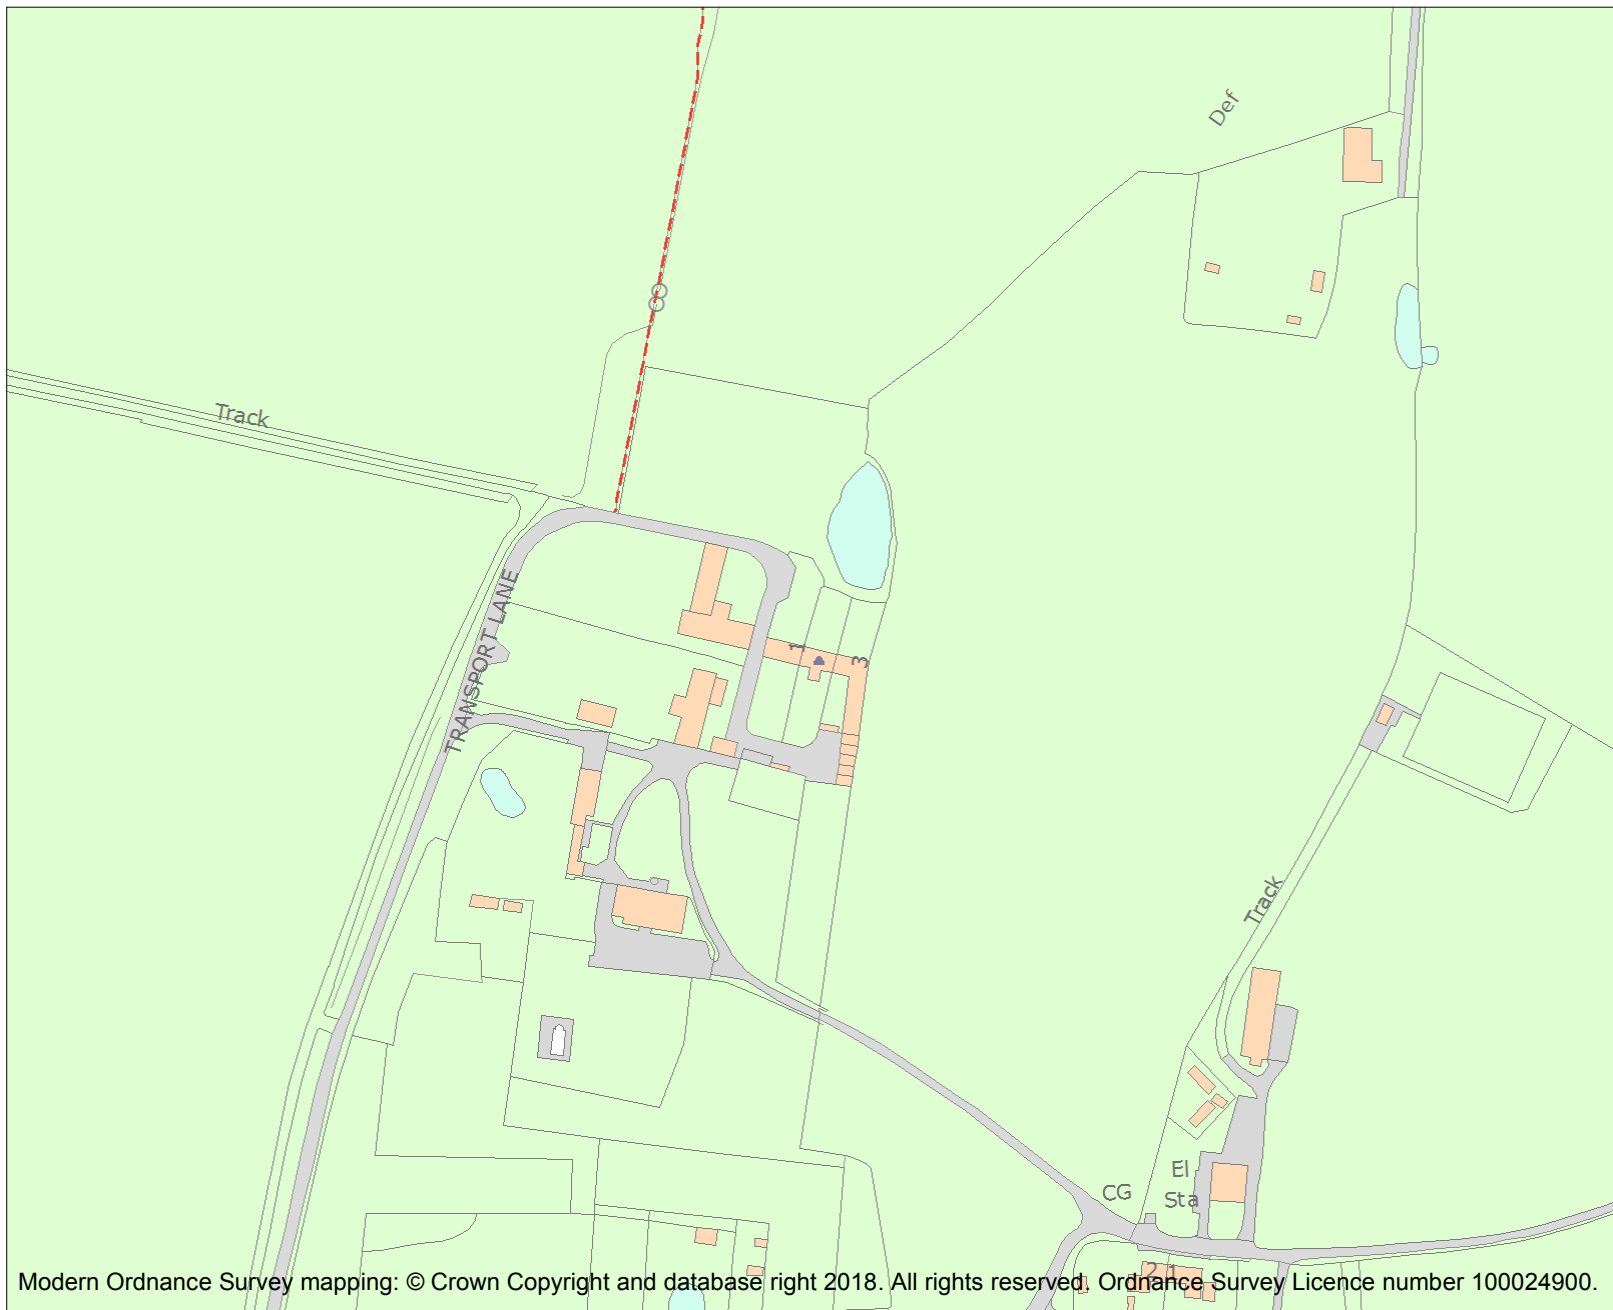 Def
Track
TRANSPORT LANE
1
3
Track
El
Sta
CG
2
1
Modern Ordnance Survey mapping: © Crown Copyright and database right 2018. All rights reserved. Ordnance Survey Licence number 100024900.